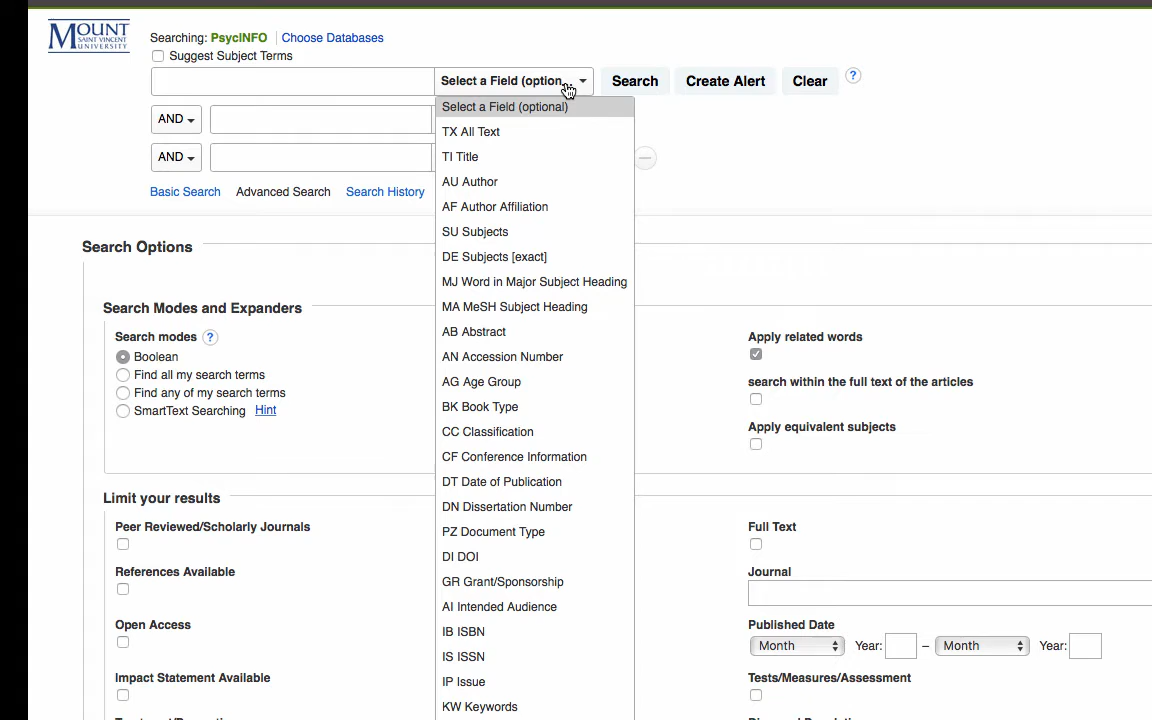 MOUNT
SAINT VINCENT
UNIVERSITY
Searching: PsycINFO
Choose Databases
Suggest Subject Terms
Select a Field (option...
Search
Create Alert
Clear
?
AND
AND
Basic Search
Advanced Search
Search History
Select a Field (optional)
TX All Text
TI Title
AU Author
AF Author Affiliation
SU Subjects
DE Subjects [exact]
MJ Word in Major Subject Heading
MA MeSH Subject Heading
AB Abstract
AN Accession Number
AG Age Group
BK Book Type
CC Classification
CF Conference Information
DT Date of Publication
DN Dissertation Number
PZ Document Type
DI DOI
GR Grant/Sponsorship
AI Intended Audience
IB ISBN
IS ISSN
IP Issue
KW Keywords
Search Options
Search Modes and Expanders
Search modes ?
Boolean
Find all my search terms
Find any of my search terms
SmartText Searching Hint
Apply related words
search within the full text of the articles
Apply equivalent subjects
Limit your results
Peer Reviewed/Scholarly Journals
References Available
Open Access
Impact Statement Available
Full Text
Journal
Published Date
Month Year: – Month Year:
Tests/Measures/Assessment